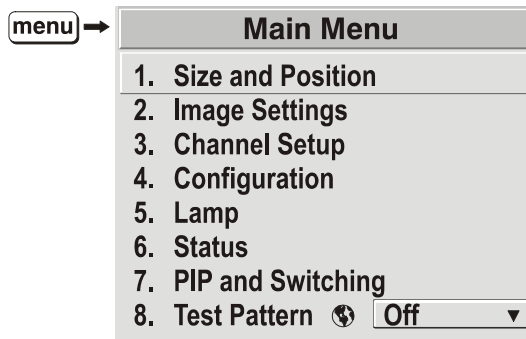 menu
Main Menu
1. Size and Position
2. Image Settings
3. Channel Setup
4. Configuration
5. Lamp
6. Status
7. PIP and Switching
8. Test Pattern Off